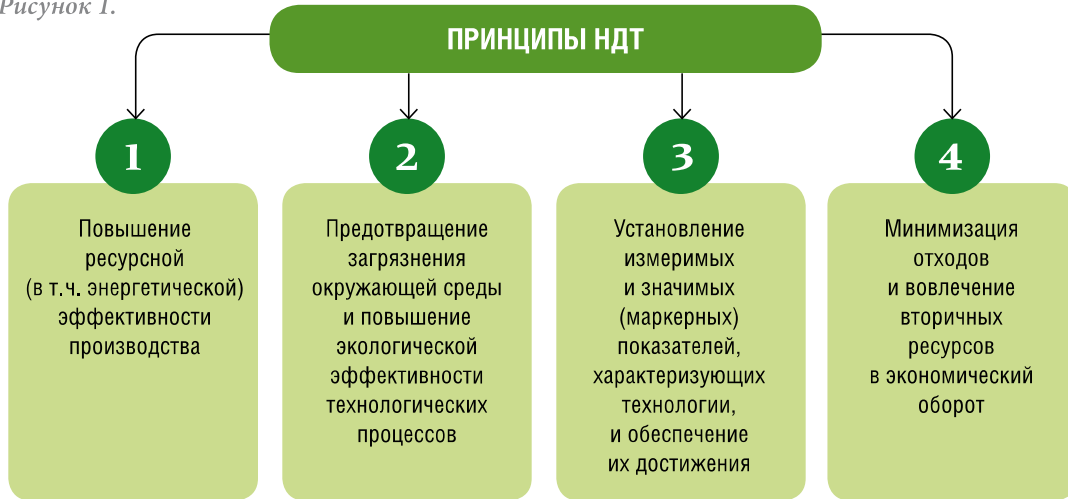 Рисунок 1.
ПРИНЦИПЫ НДТ
1
Повышение
ресурсной
(в т.ч. энергетической)
эффективности
производства
2
Предотвращение
загрязнения
окружающей среды
и повышение
экологической
эффективности
технологических
процессов
3
Установление
измеримых
и значимых
(маркерных)
показателей,
характеризующих
технологии,
и обеспечение
их достижения
4
Минимизация
отходов
и вовлечение
вторичных
ресурсов
в экономический
оборот